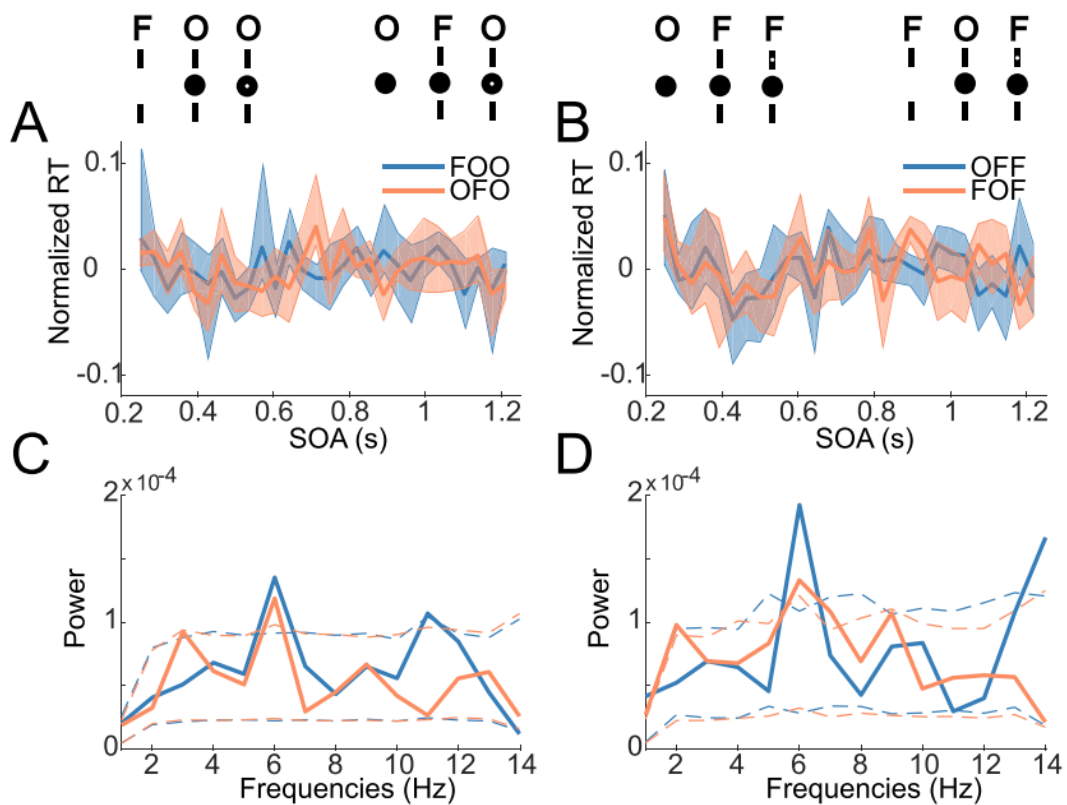 F O O O F O
O F F F O F
A
Normalized RT
0.1
0
-0.1
FOO
OFO
0.2 0.4 0.6 0.8 1 1.2
SOA (s)
B
Normalized RT
0.1
0
-0.1
OFF
FOF
0.2 0.4 0.6 0.8 1 1.2
SOA (s)
C
2 ×10-4
Power
1
0
2 4 6 8 10 12 14
Frequencies (Hz)
D
2 ×10-4
Power
1
0
2 4 6 8 10 12 14
Frequencies (Hz)